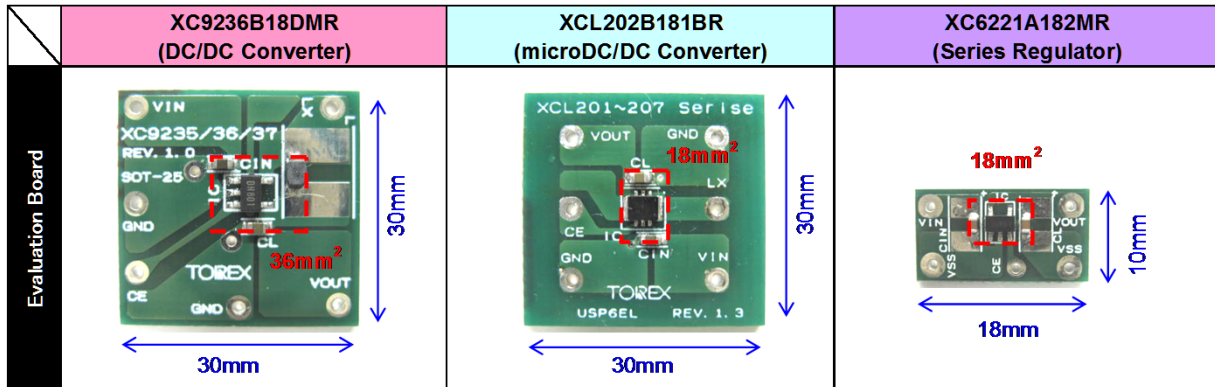 XC9236B18DMR
(DC/DC Converter)
XCL202B181BR
(microDC/DC Converter)
XC6221A182MR
(Series Regulator)
Evaluation Board
VIN
LX
L
XC9235/36/37
REV. 1.0
CIN
SOT-25
IC
GND
CL
36mm²
CE
TOREX
VOUT
GND
30mm
30mm
XCL201~207 Serise
VOUT
GND
18mm²
CL
LX
CE
IC
GND
CIN
VIN
TOREX
USP6EL
REV. 1.3
30mm
30mm
18mm²
IC
VIN
CIN
VSS
CE
CL
VOUT
VSS
10mm
18mm